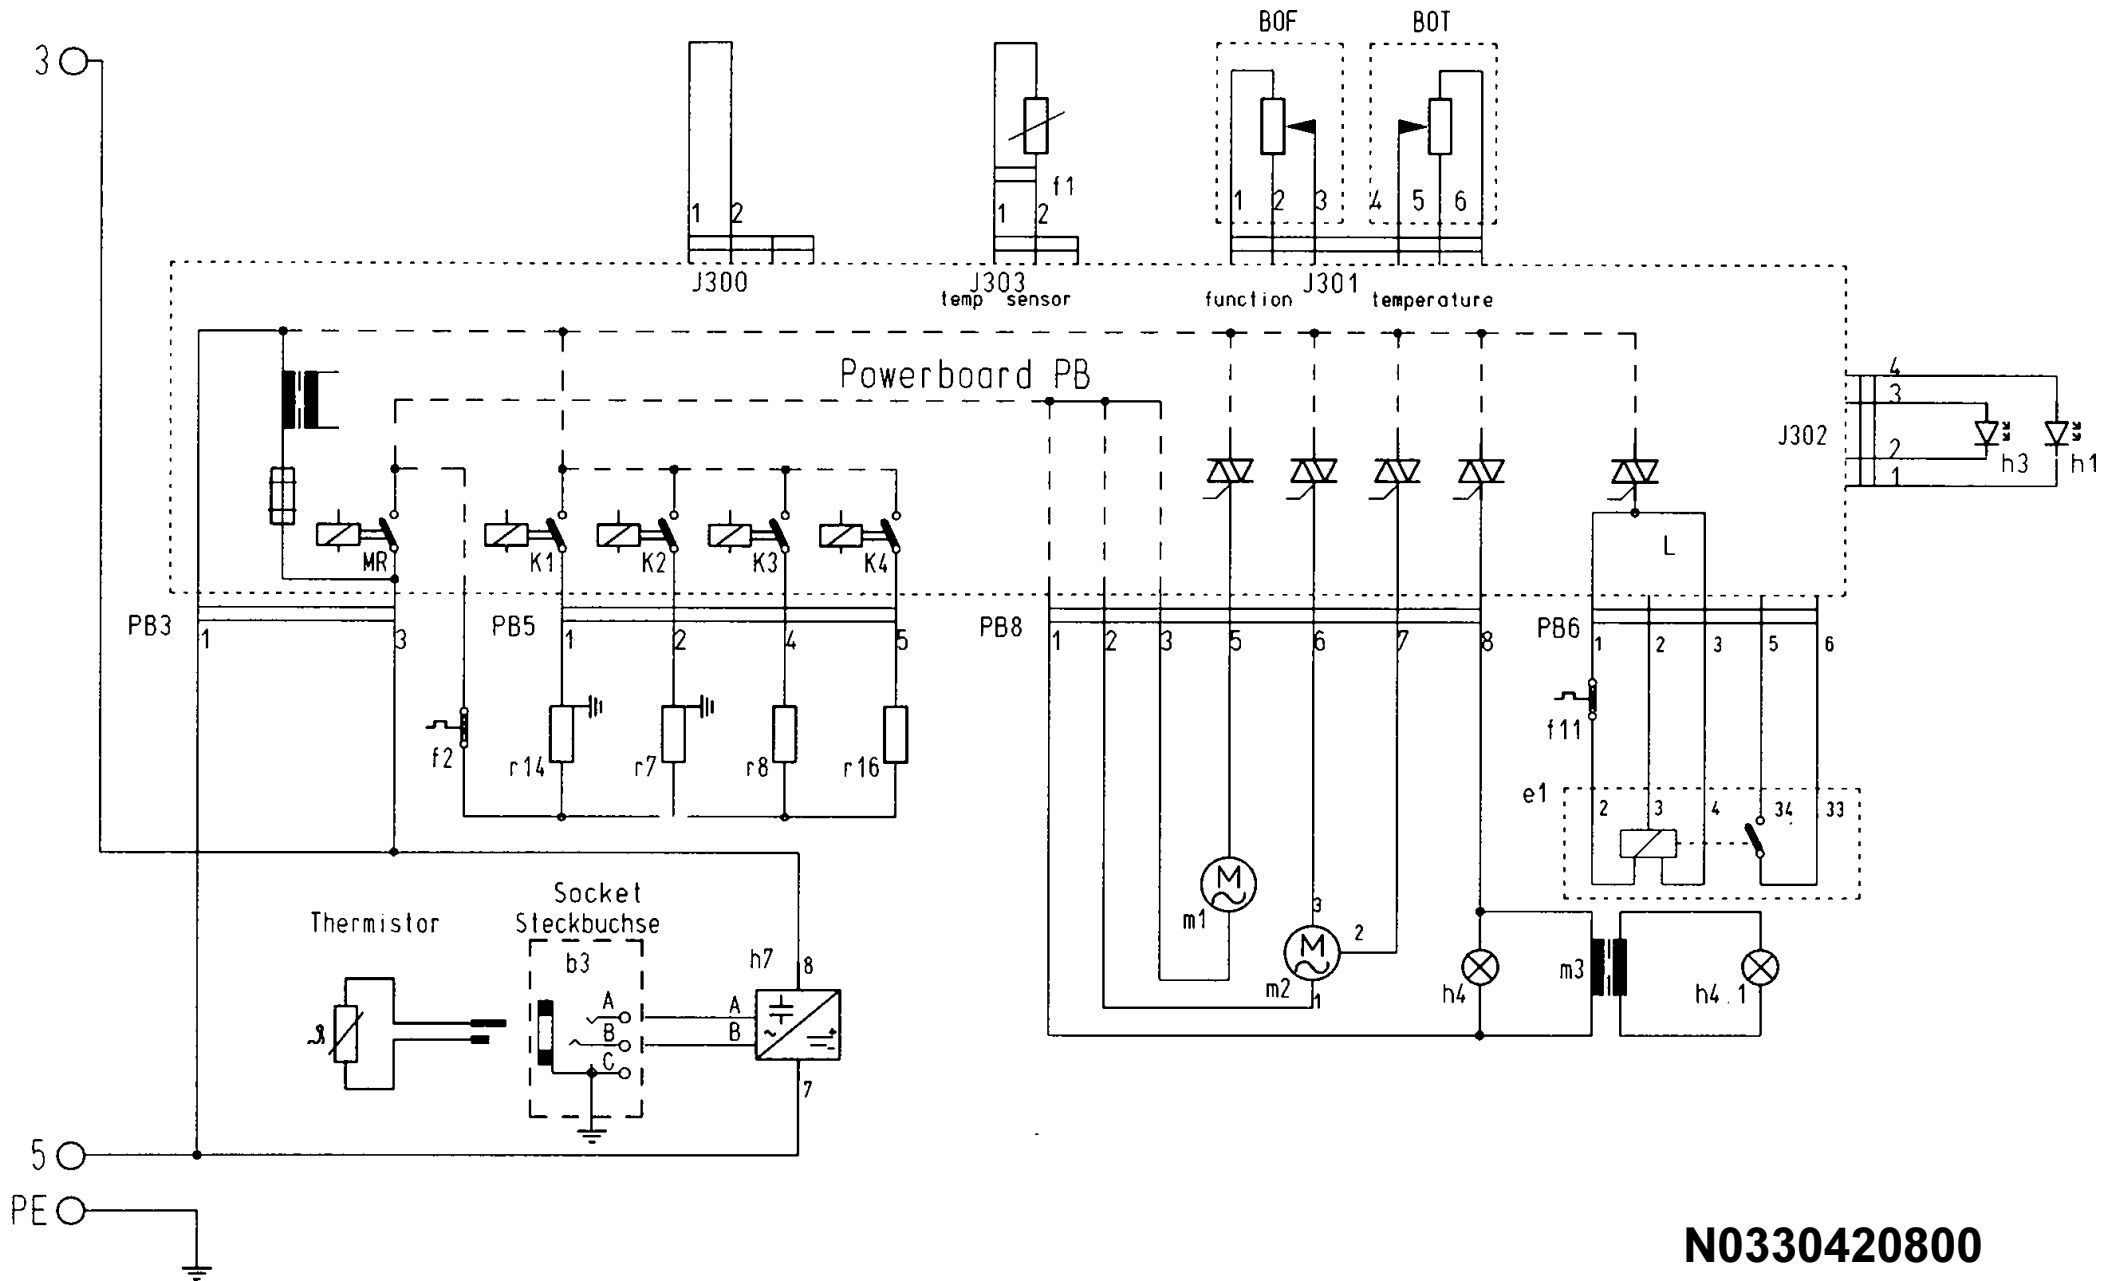 BOF BOT
3
f1
1 2 1 2 1 2 3 4 5 6
J300 J303 J301
temp sensor function temperature
Powerboard PB
4
3
J302
2
1
h3 h1
L
MR K1 K2 K3 K4
PB3 PB5 PB8 PB6
1 3 1 2 4 5 1 2 3 5 6 7 8 1 2 3 5 6
f2 r14 r7 r8 r16 f11
e1
2 3 4 34 33
Socket
Thermistor Steckbuchse
b3
h7 8
m1
3
2
m2
1
h4 m3 h4.1
ϑ
A A
B B
C
7
5
PE
N0330420800